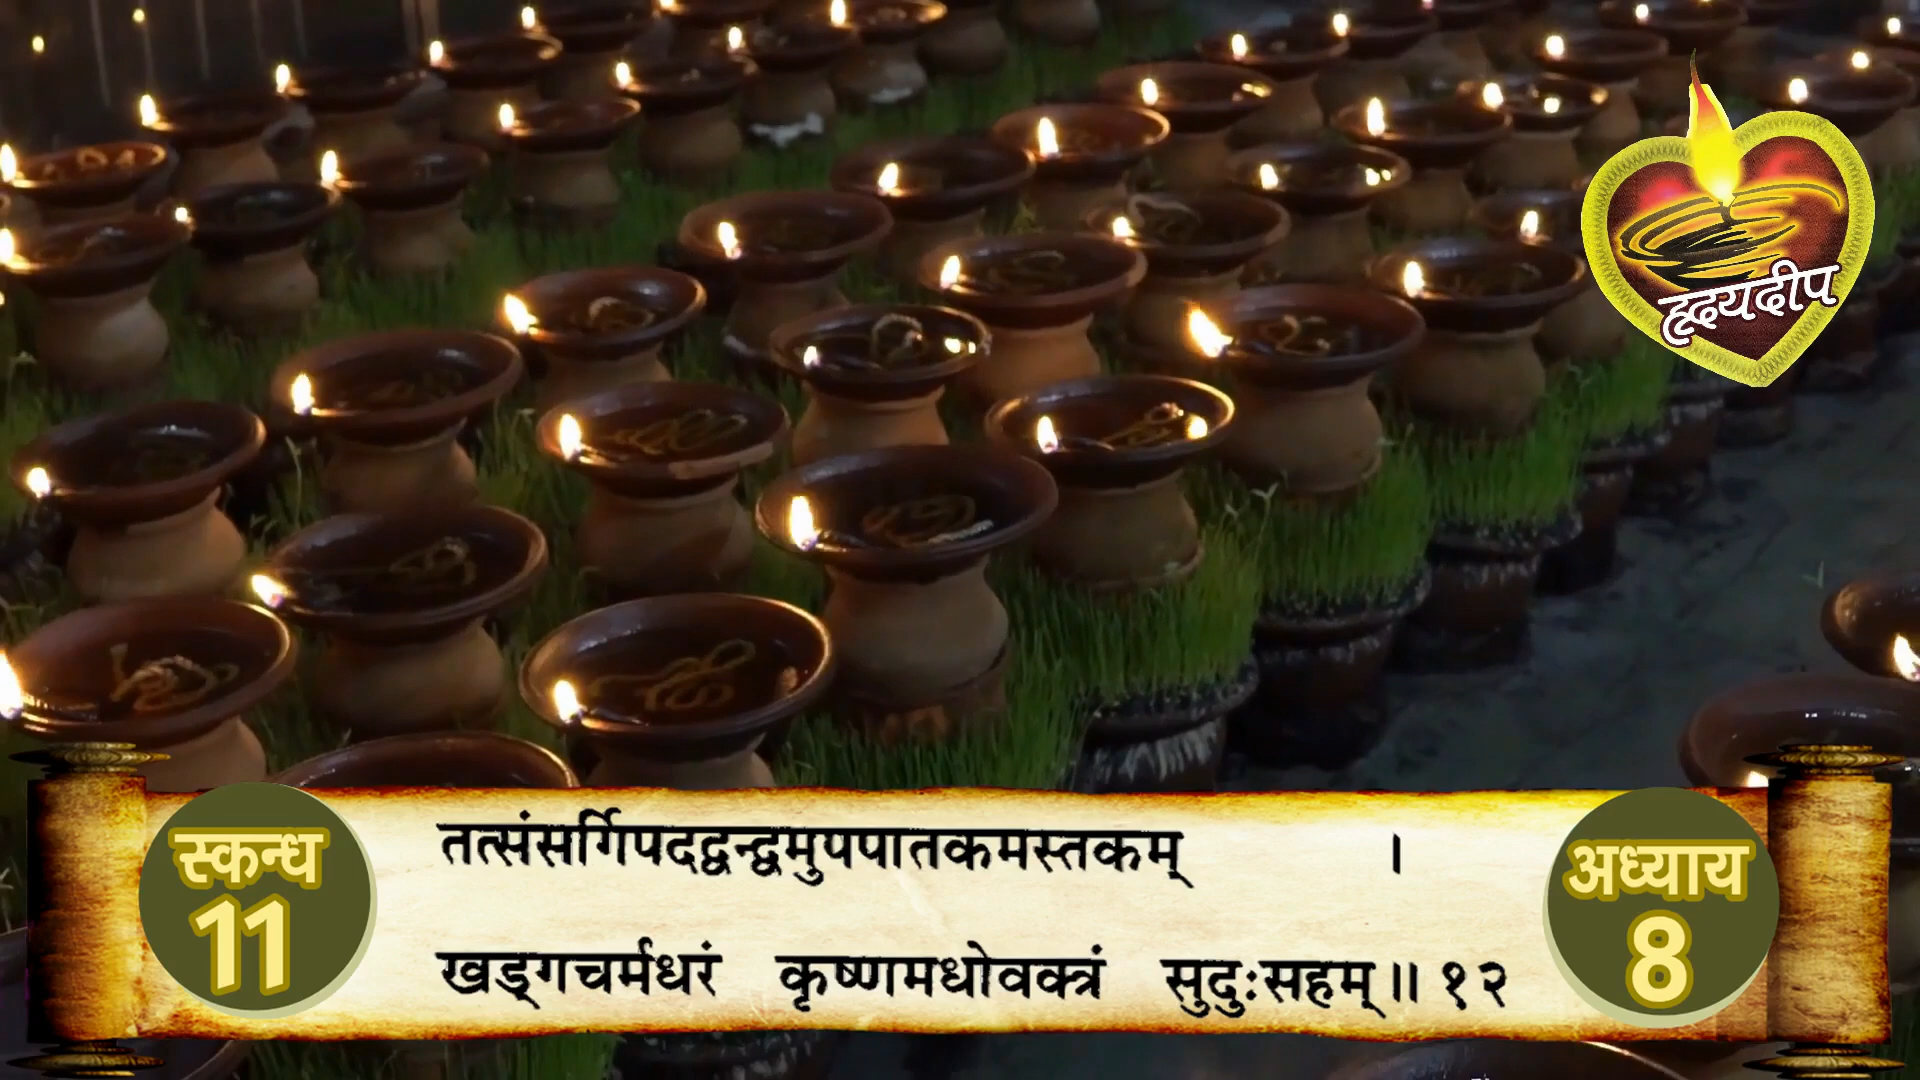 हृदयदीप
स्कन्ध
11
तत्संसर्गिपदद्वन्द्वमुपपातकमस्तकम् ।
खड्गचर्मधरं कृष्णमधोवक्त्रं सुदुःसहम् ॥ १२
अध्याय
8